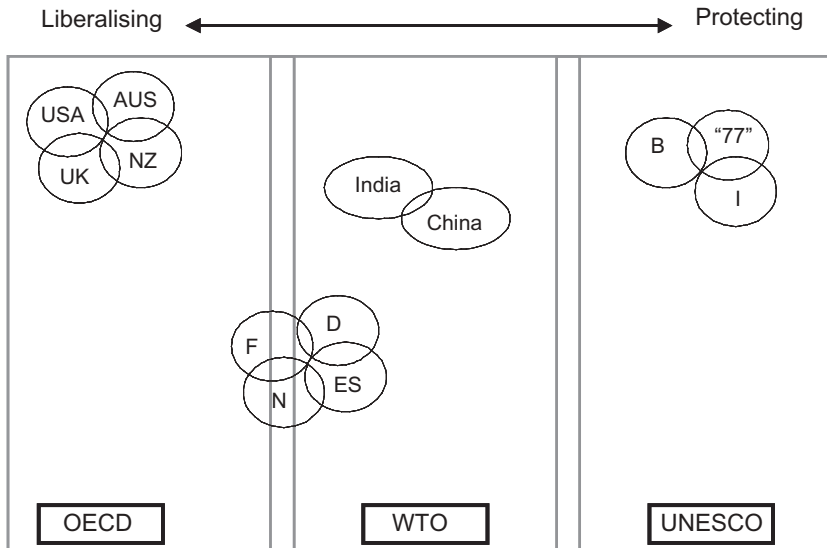 Liberalising
Protecting
USA
AUS
UK
NZ
India
China
B
“77”
I
F
D
N
ES
OECD
WTO
UNESCO